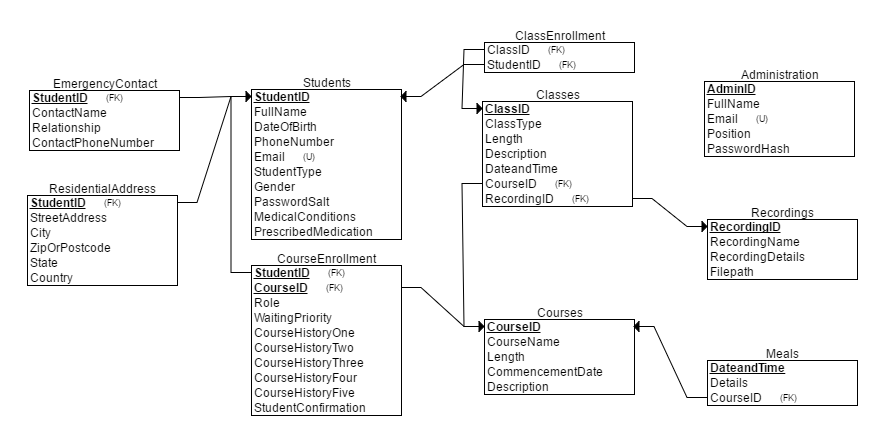 EmergencyContact
StudentID (FK)
ContactName
Relationship
ContactPhoneNumber
ResidentialAddress
StudentID (FK)
StreetAddress
City
ZipOrPostcode
State
Country
Students
StudentID
FullName
DateOfBirth
PhoneNumber
Email (U)
StudentType
Gender
PasswordSalt
MedicalConditions
PrescribedMedication
CourseEnrollment
StudentID (FK)
CourseID (FK)
Role
WaitingPriority
CourseHistoryOne
CourseHistoryTwo
CourseHistoryThree
CourseHistoryFour
CourseHistoryFive
StudentConfirmation
ClassEnrollment
ClassID (FK)
StudentID (FK)
Classes
ClassID
ClassType
Length
Description
DateandTime
CourseID (FK)
RecordingID (FK)
Courses
CourseID
CourseName
Length
CommencementDate
Description
Administration
AdminID
FullName
Email (U)
Position
PasswordHash
Recordings
RecordingID
RecordingName
RecordingDetails
Filepath
Meals
DateandTime
Details
CourseID (FK)